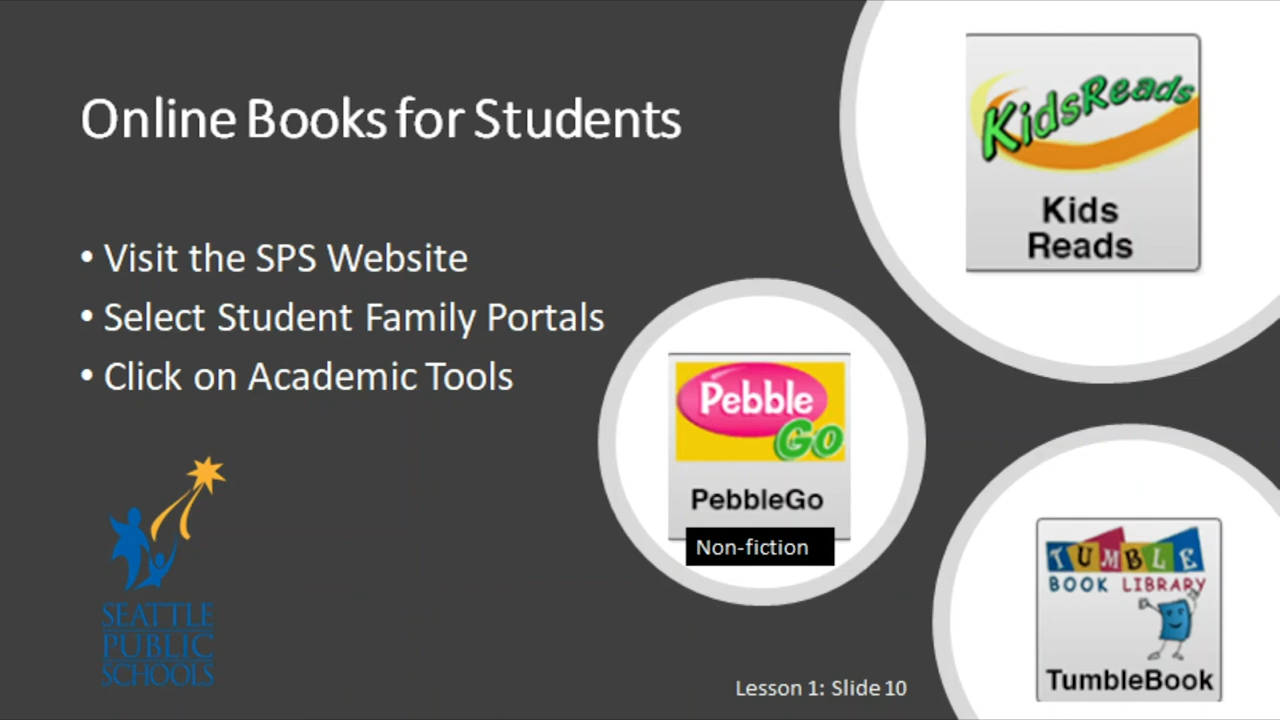 Online Books for Students
• Visit the SPS Website
• Select Student Family Portals
• Click on Academic Tools
KidsReads
Kids
Reads
Pebble
Go
PebbleGo
Non-fiction
TUMBLE
BOOK LIBRARY
TumbleBook
SEATTLE
PUBLIC
SCHOOLS
Lesson 1: Slide 10